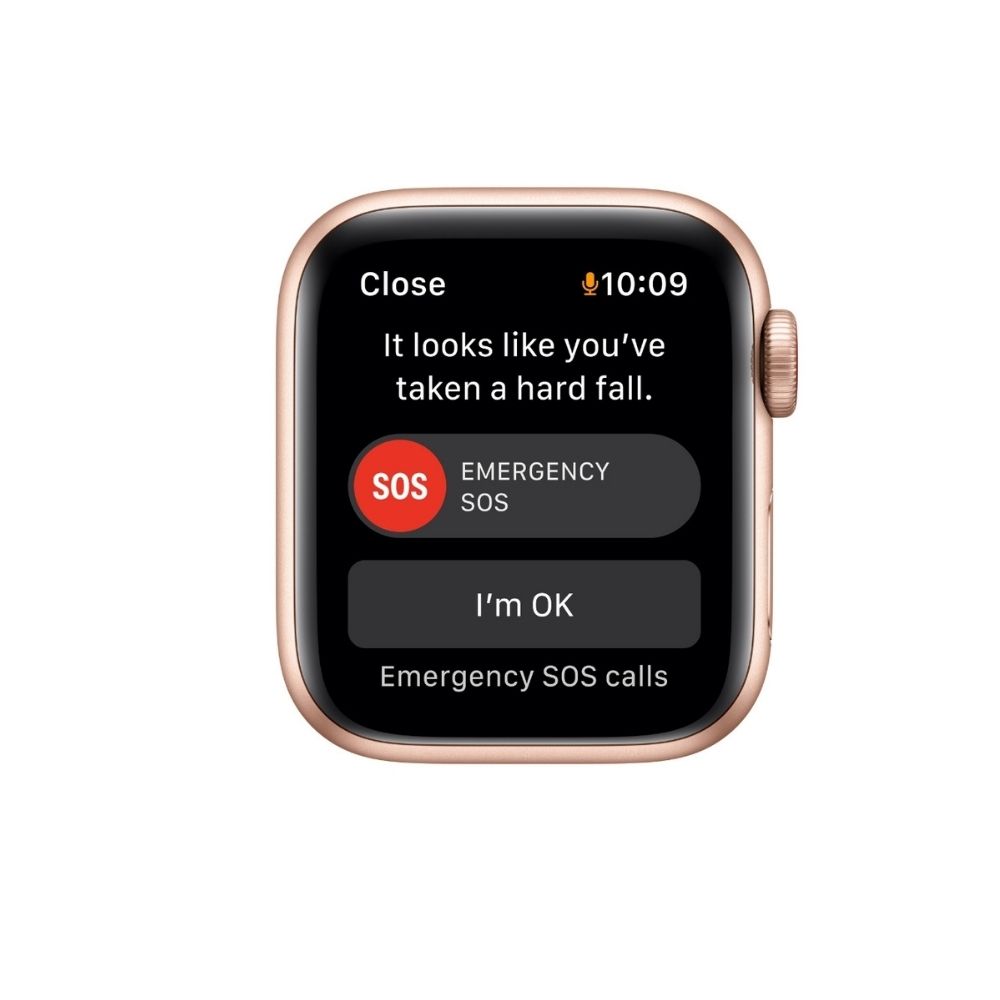 Close 10:09
It looks like you’ve
taken a hard fall.
SOS EMERGENCY
SOS
I’m OK
Emergency SOS calls